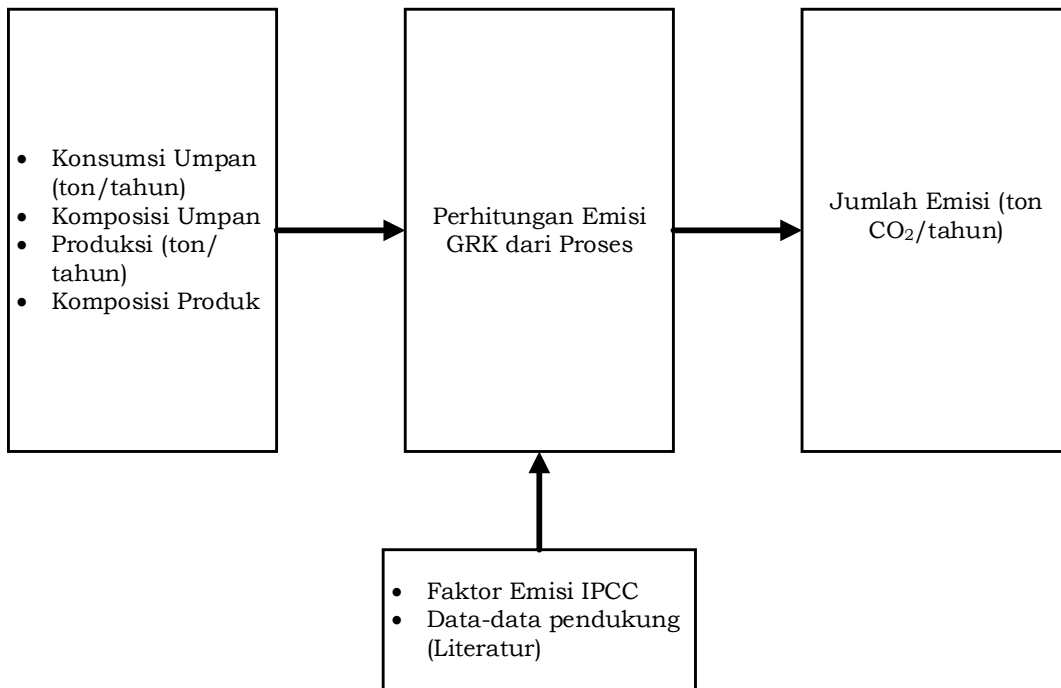 • Konsumsi Umpan
(ton/tahun)
• Komposisi Umpan
• Produksi (ton/
tahun)
• Komposisi Produk
Perhitungan Emisi
GRK dari Proses
Jumlah Emisi (ton
CO₂/tahun)
• Faktor Emisi IPCC
• Data-data pendukung
(Literatur)